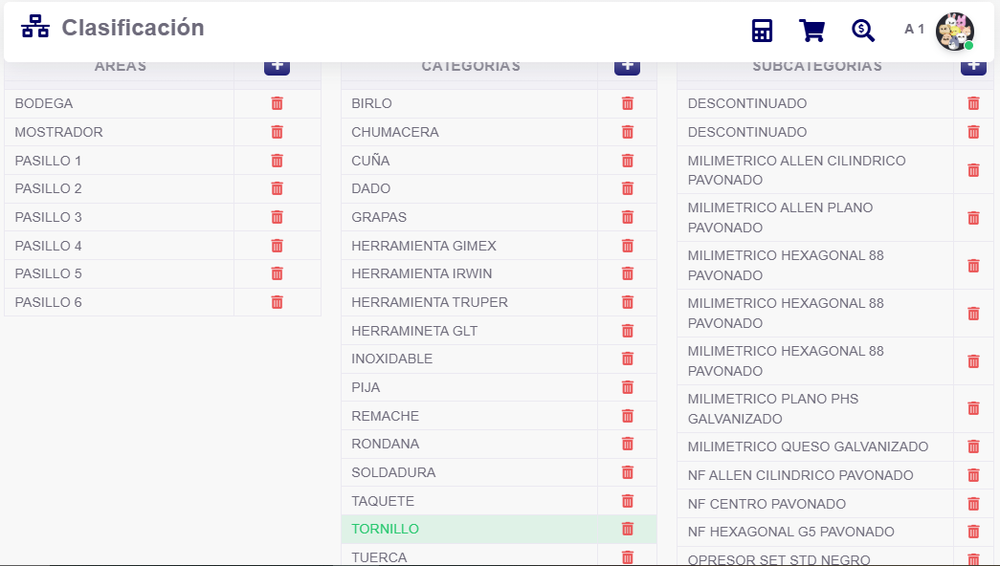 Clasificación
A 1
ÁREAS
CATEGORÍAS
SUBCATEGORÍAS
BODEGA
MOSTRADOR
PASILLO 1
PASILLO 2
PASILLO 3
PASILLO 4
PASILLO 5
PASILLO 6
BIRLO
CHUMACERA
CUÑA
DADO
GRAPAS
HERRAMIENTA GIMEX
HERRAMIENTA IRWIN
HERRAMIENTA TRUPER
HERRAMINETA GLT
INOXIDABLE
PIJA
REMACHE
RONDANA
SOLDADURA
TAQUETE
TORNILLO
TUERCA
DESCONTINUADO
DESCONTINUADO
MILIMETRICO ALLEN CILINDRICO
PAVONADO
MILIMETRICO ALLEN PLANO
PAVONADO
MILIMETRICO HEXAGONAL 88
PAVONADO
MILIMETRICO HEXAGONAL 88
PAVONADO
MILIMETRICO HEXAGONAL 88
PAVONADO
MILIMETRICO PLANO PHS
GALVANIZADO
MILIMETRICO QUESO GALVANIZADO
NF ALLEN CILINDRICO PAVONADO
NF CENTRO PAVONADO
NF HEXAGONAL G5 PAVONADO
OPRESOR SET STD NEGRO